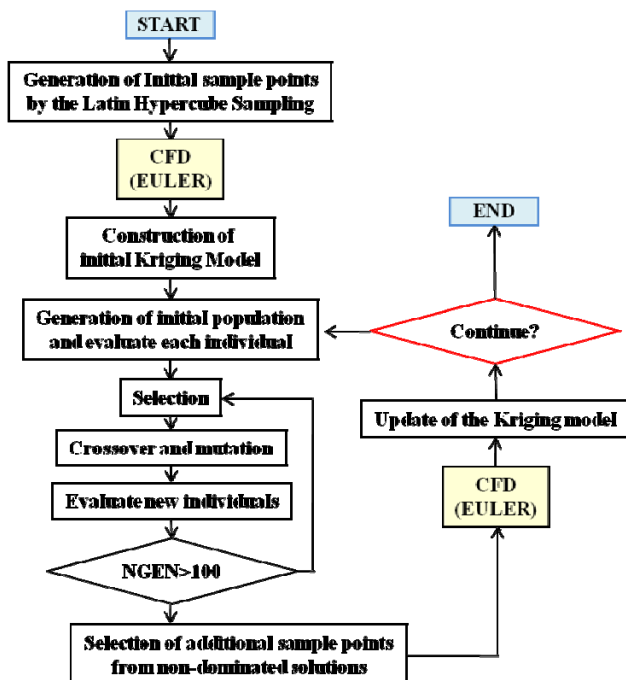 START
Generation of Initial sample points
by the Latin Hypercube Sampling
CFD
(EULER)
Construction of
initial Kriging Model
Generation of initial population
and evaluate each individual
Selection
Crossover and mutation
Evaluate new individuals
NGEN>100
Selection of additional sample points
from non-dominated solutions
CFD
(EULER)
Update of the Kriging model
Continue?
END